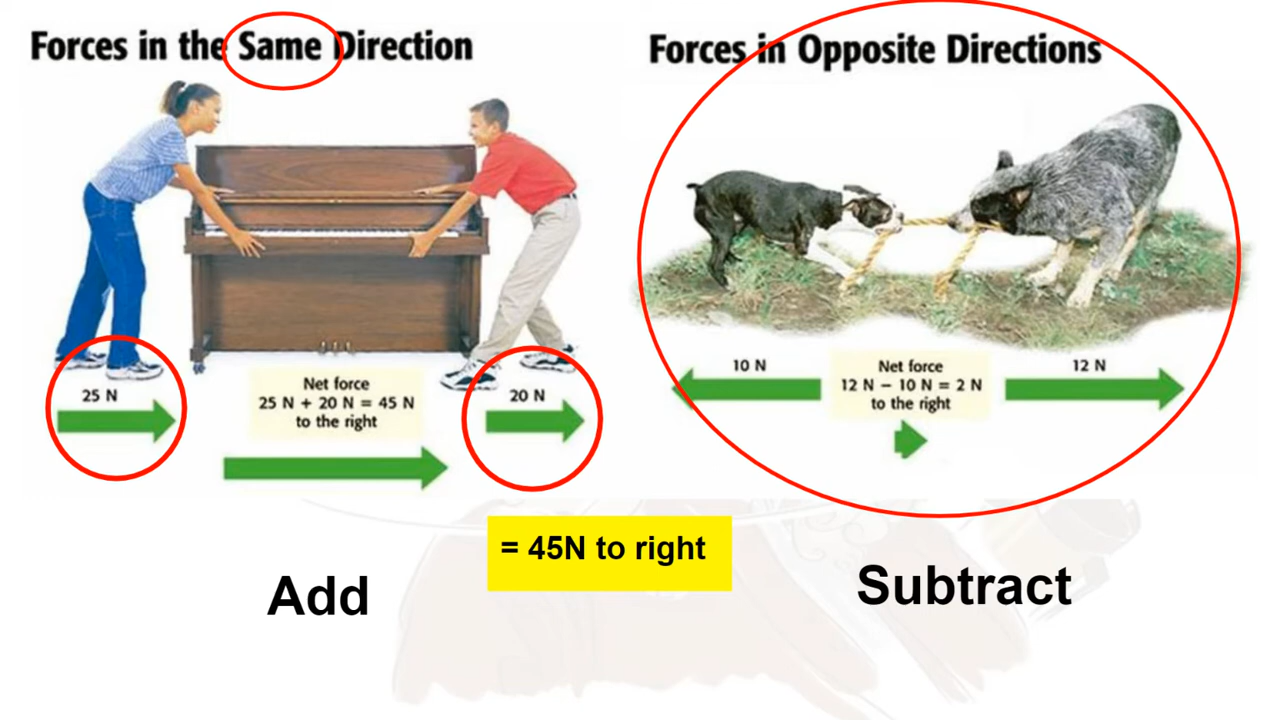 Forces in the Same Direction
25 N
Net force
25 N + 20 N = 45 N
to the right
20 N
Forces in Opposite Directions
10 N
Net force
12 N − 10 N = 2 N
to the right
12 N
= 45N to right
Add
Subtract